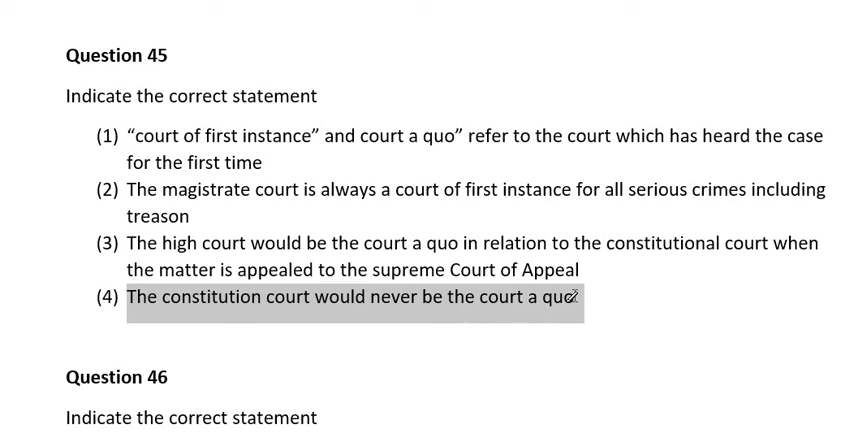 Question 45
Indicate the correct statement
(1) “court of first instance” and court a quo” refer to the court which has heard the case
for the first time
(2) The magistrate court is always a court of first instance for all serious crimes including
treason
(3) The high court would be the court a quo in relation to the constitutional court when
the matter is appealed to the supreme Court of Appeal
(4) The constitution court would never be the court a quo
Question 46
Indicate the correct statement